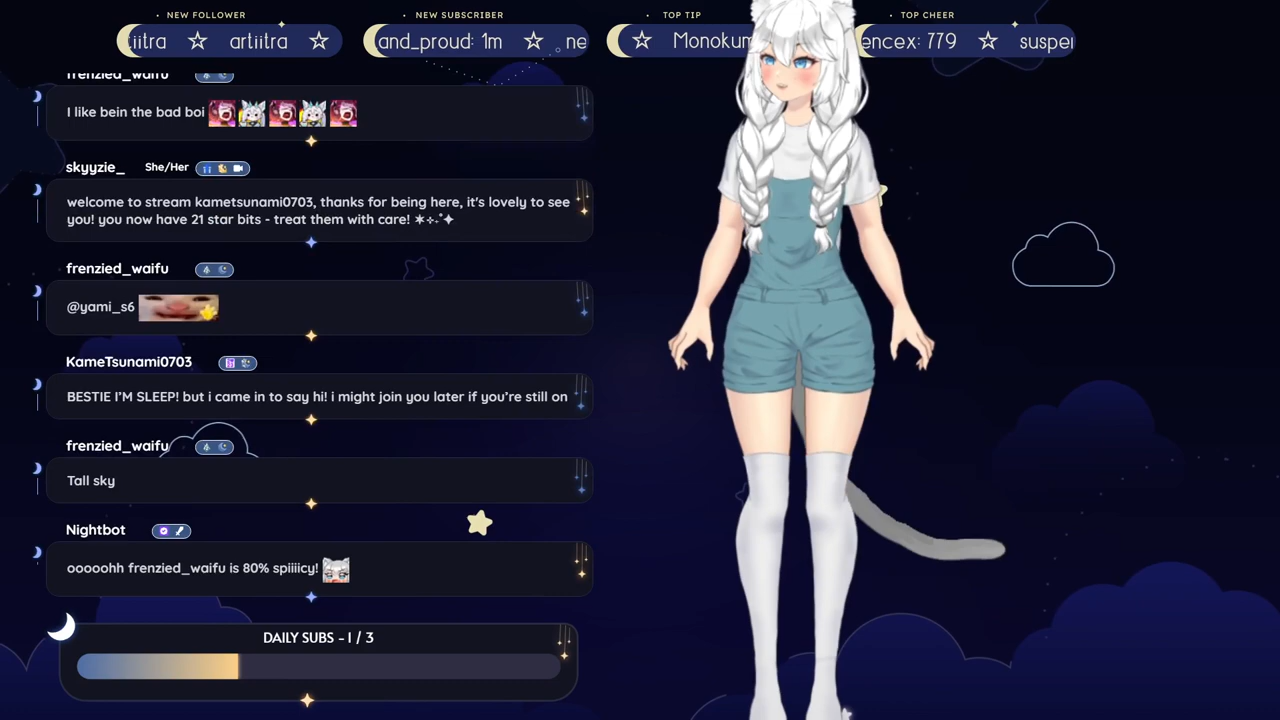 NEW FOLLOWER
NEW SUBSCRIBER
TOP TIP
TOP CHEER
iitra ☆ artiitra ☆
and_proud: 1m ☆ ne
☆ Monokum
encex: 779 ☆ suspei
frenzied_waifu
I like bein the bad boi
skyyzie_ She/Her
welcome to stream kametsunami0703, thanks for being here, it's lovely to see
you! you now have 21 star bits - treat them with care! ✶⊹₊˚✦
frenzied_waifu
@yami_s6
KameTsunami0703
BESTIE I'M SLEEP! but i came in to say hi! i might join you later if you're still on
frenzied_waifu
Tall sky
Nightbot
ooooohh frenzied_waifu is 80% spiiiicy!
DAILY SUBS - 1 / 3